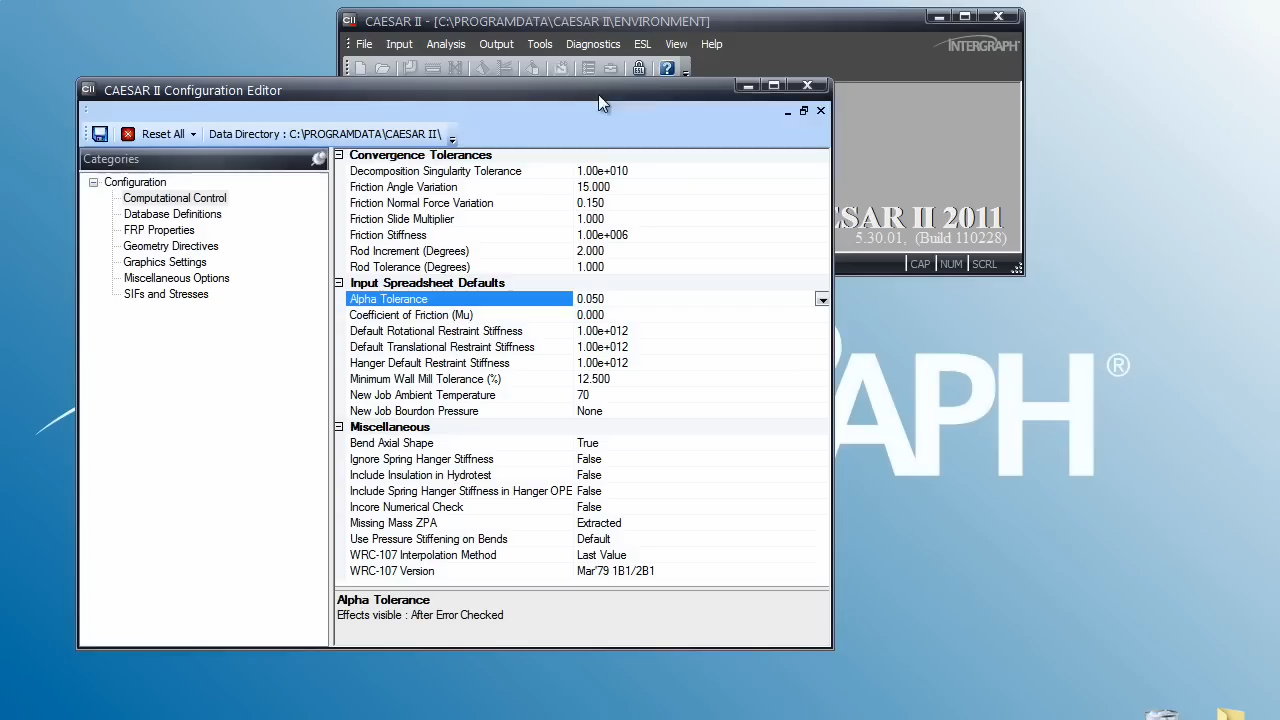 CAESAR II - [C:\PROGRAMDATA\CAESAR II\ENVIRONMENT]
File Input Analysis Output Tools Diagnostics ESL View Help
INTERGRAPH
CAESAR II Configuration Editor
Reset All Data Directory : C:\PROGRAMDATA\CAESAR II\
Categories
Configuration
Computational Control
Database Definitions
FRP Properties
Geometry Directives
Graphics Settings
Miscellaneous Options
SIFs and Stresses
Convergence Tolerances
Decomposition Singularity Tolerance 1.00e+010
Friction Angle Variation 15.000
Friction Normal Force Variation 0.150
Friction Slide Multiplier 1.000
Friction Stiffness 1.00e+006
Rod Increment (Degrees) 2.000
Rod Tolerance (Degrees) 1.000
Input Spreadsheet Defaults
Alpha Tolerance 0.050
Coefficient of Friction (Mu) 0.000
Default Rotational Restraint Stiffness 1.00e+012
Default Translational Restraint Stiffness 1.00e+012
Hanger Default Restraint Stiffness 1.00e+012
Minimum Wall Mill Tolerance (%) 12.500
New Job Ambient Temperature 70
New Job Bourdon Pressure None
Miscellaneous
Bend Axial Shape True
Ignore Spring Hanger Stiffness False
Include Insulation in Hydrotest False
Include Spring Hanger Stiffness in Hanger OPE False
Incore Numerical Check False
Missing Mass ZPA Extracted
Use Pressure Stiffening on Bends Default
WRC-107 Interpolation Method Last Value
WRC-107 Version Mar'79 1B1/2B1
Alpha Tolerance
Effects visible : After Error Checked
ESAR II 2011
5.30.01, (Build 110228)
CAP NUM SCRL
APH ®